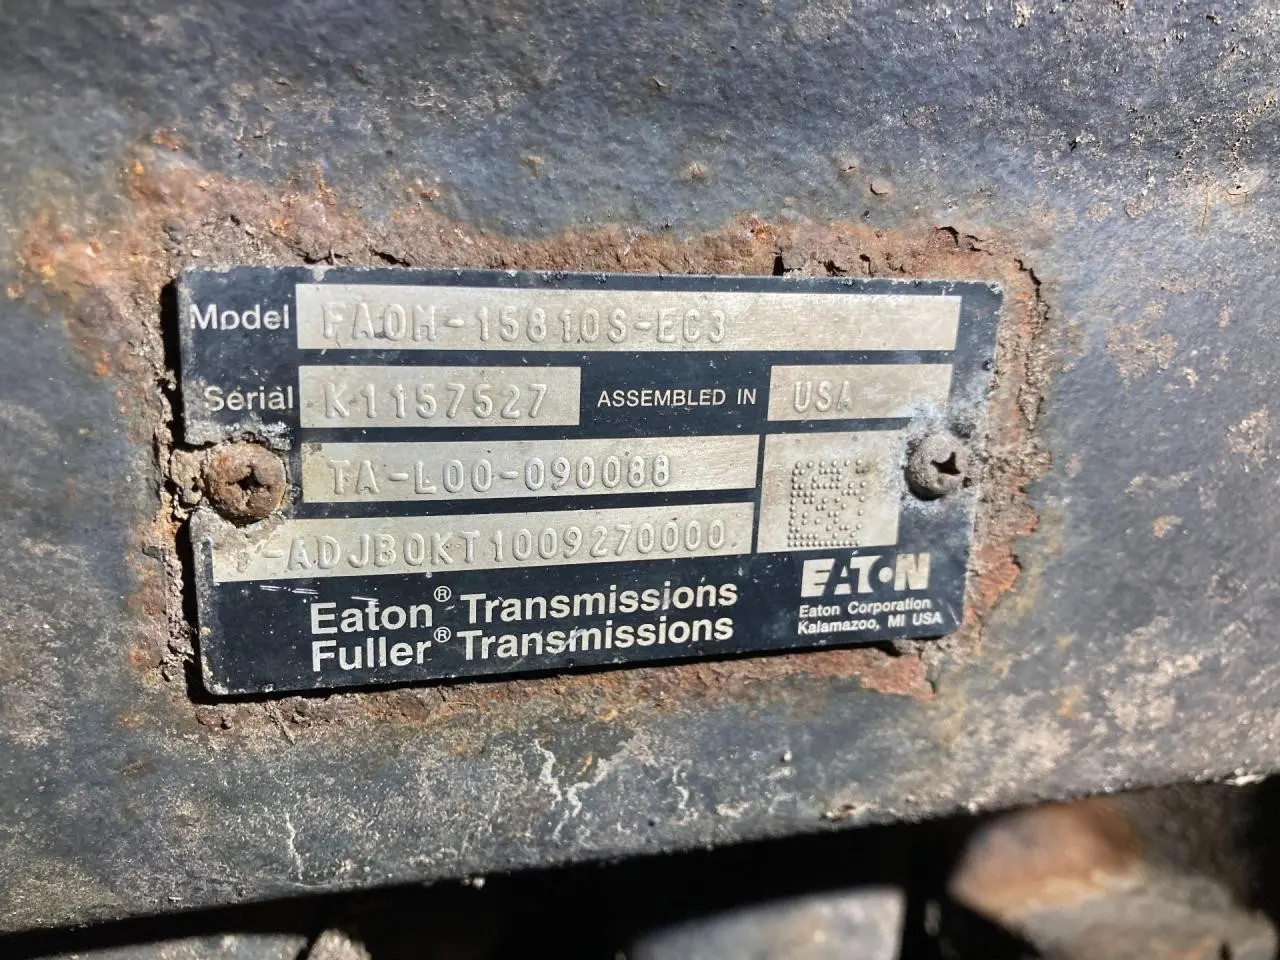 Model FAOM-15810S-EC3
Serial K1157527 ASSEMBLED IN USA
TA-L00-090088
-ADJB0KT1009270000
Eaton® Transmissions
Fuller® Transmissions
EATON
Eaton Corporation
Kalamazoo, MI USA